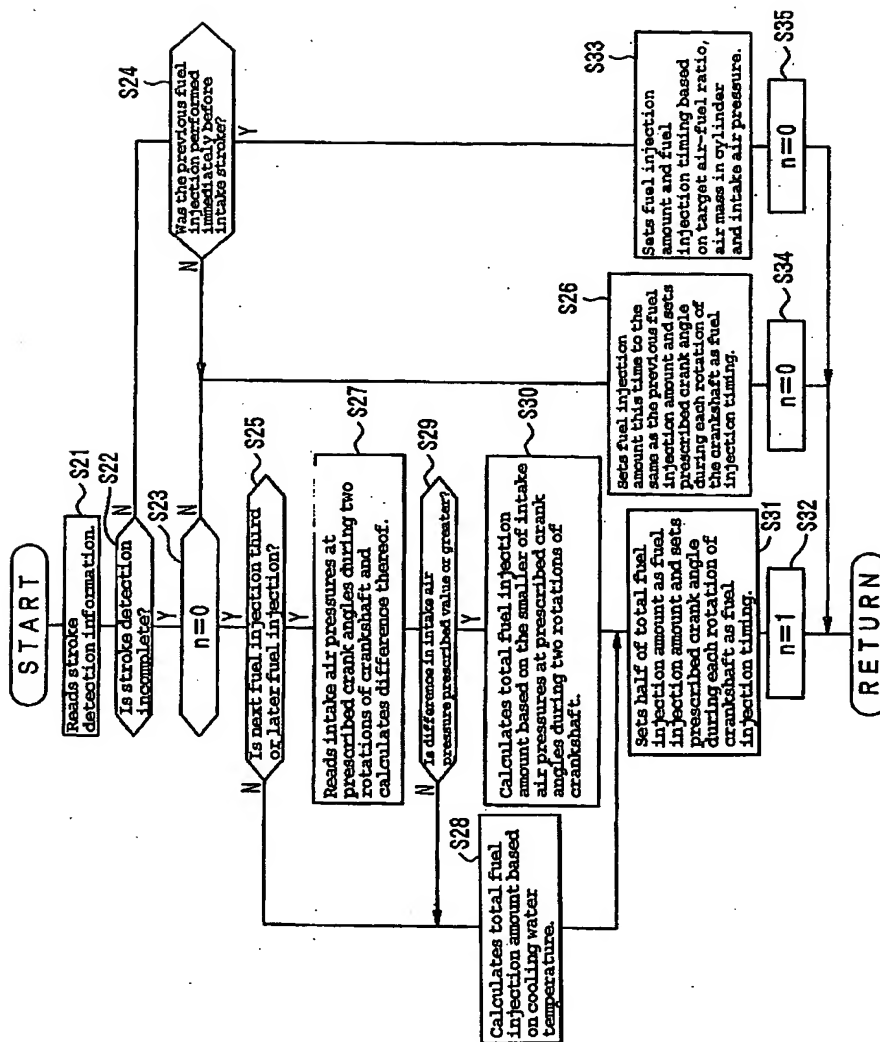 START
S21
Reads stroke
detection information.
S22
Is stroke detection
incomplete?
N
Y
S23
n=0
N
Y
S24
Was the previous fuel
injection performed
immediately before
intake stroke?
N
Y
S25
Is next fuel injection third
or later fuel injection?
N
Y
S27
Reads intake air pressures at
prescribed crank angles during two
rotations of crankshaft and
calculates difference thereof.
S29
Is difference in intake air
pressure prescribed value or greater?
N
Y
S28
Calculates total fuel
injection amount based
on cooling water
temperature.
S30
Calculates total fuel injection
amount based on the smaller of intake
air pressures at prescribed crank
angles during two rotations of
crankshaft.
S26
Sets fuel injection
amount this time to the
same as the previous fuel
injection amount and sets
prescribed crank angle
during each rotation of
the crankshaft as fuel
injection timing.
S33
Sets fuel injection
amount and fuel
injection timing based
on target air-fuel ratio,
air mass in cylinder
and intake air pressure.
S31
Sets half of total fuel
injection amount as fuel
injection amount and sets
prescribed crank angle
during each rotation of
crankshaft as fuel
injection timing.
S32
n=1
S34
n=0
S35
n=0
RETURN